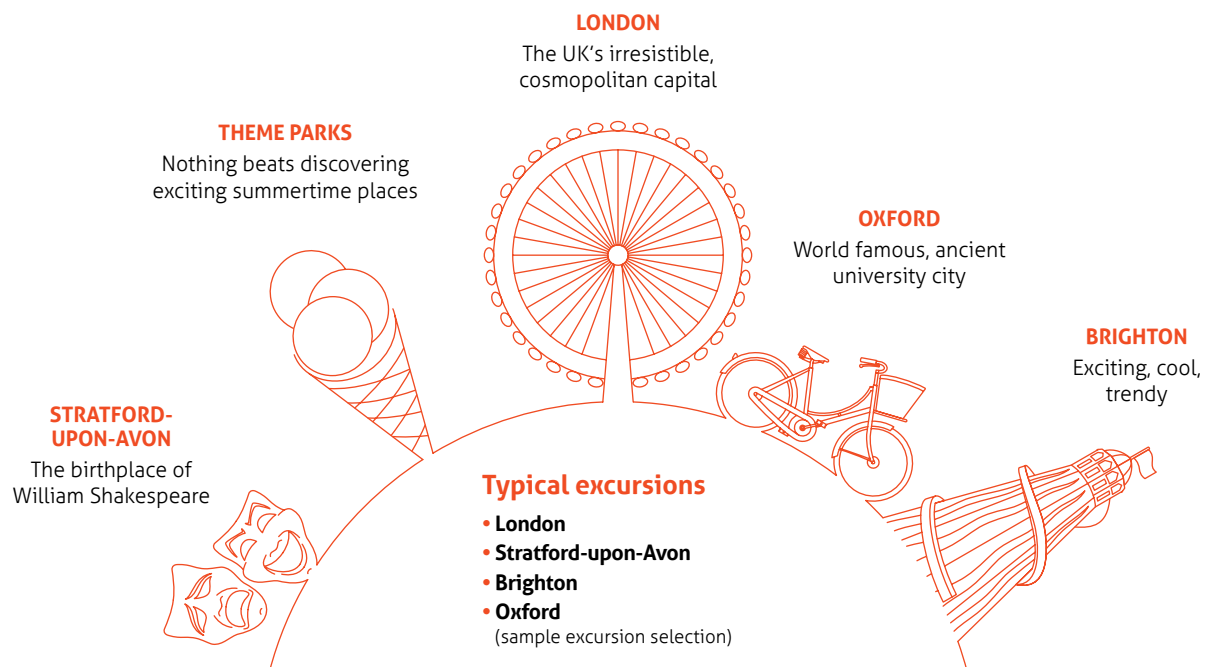 LONDON
The UK's irresistible,
cosmopolitan capital
THEME PARKS
Nothing beats discovering
exciting summertime places
OXFORD
World famous, ancient
university city
BRIGHTON
Exciting, cool,
trendy
STRATFORD-
UPON-AVON
The birthplace of
William Shakespeare
Typical excursions
• London
• Stratford-upon-Avon
• Brighton
• Oxford
(sample excursion selection)